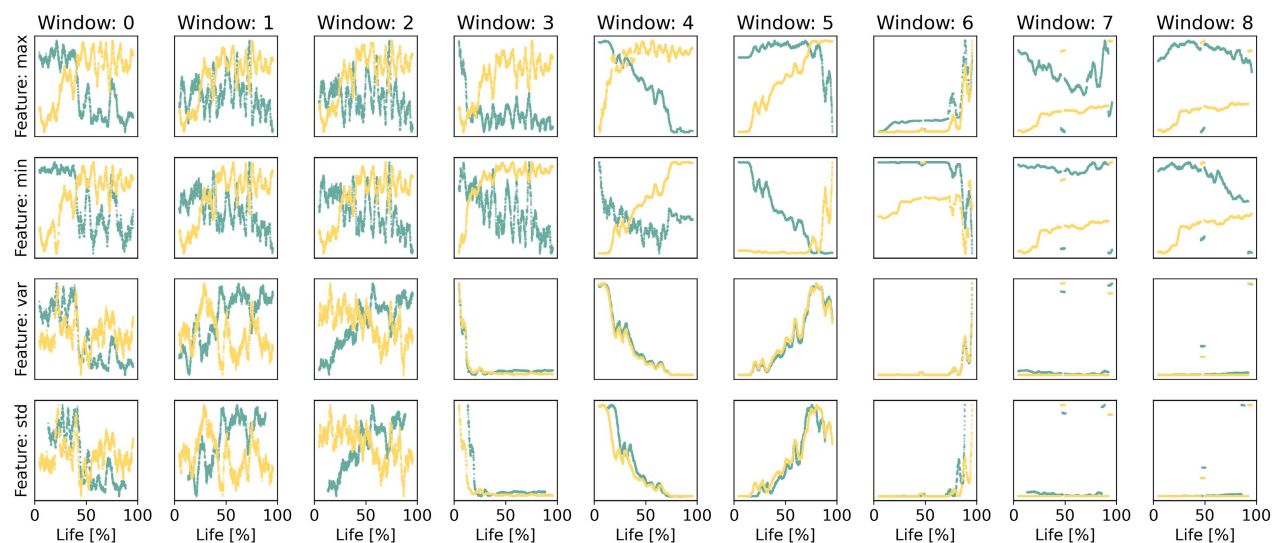 Window: 0 Window: 1 Window: 2 Window: 3 Window: 4 Window: 5 Window: 6 Window: 7 Window: 8
Feature: max
Feature: min
Feature: var
Feature: std
0 50 100 0 50 100 0 50 100 0 50 100 0 50 100 0 50 100 0 50 100 0 50 100 0 50 100
Life [%] Life [%] Life [%] Life [%] Life [%] Life [%] Life [%] Life [%] Life [%]